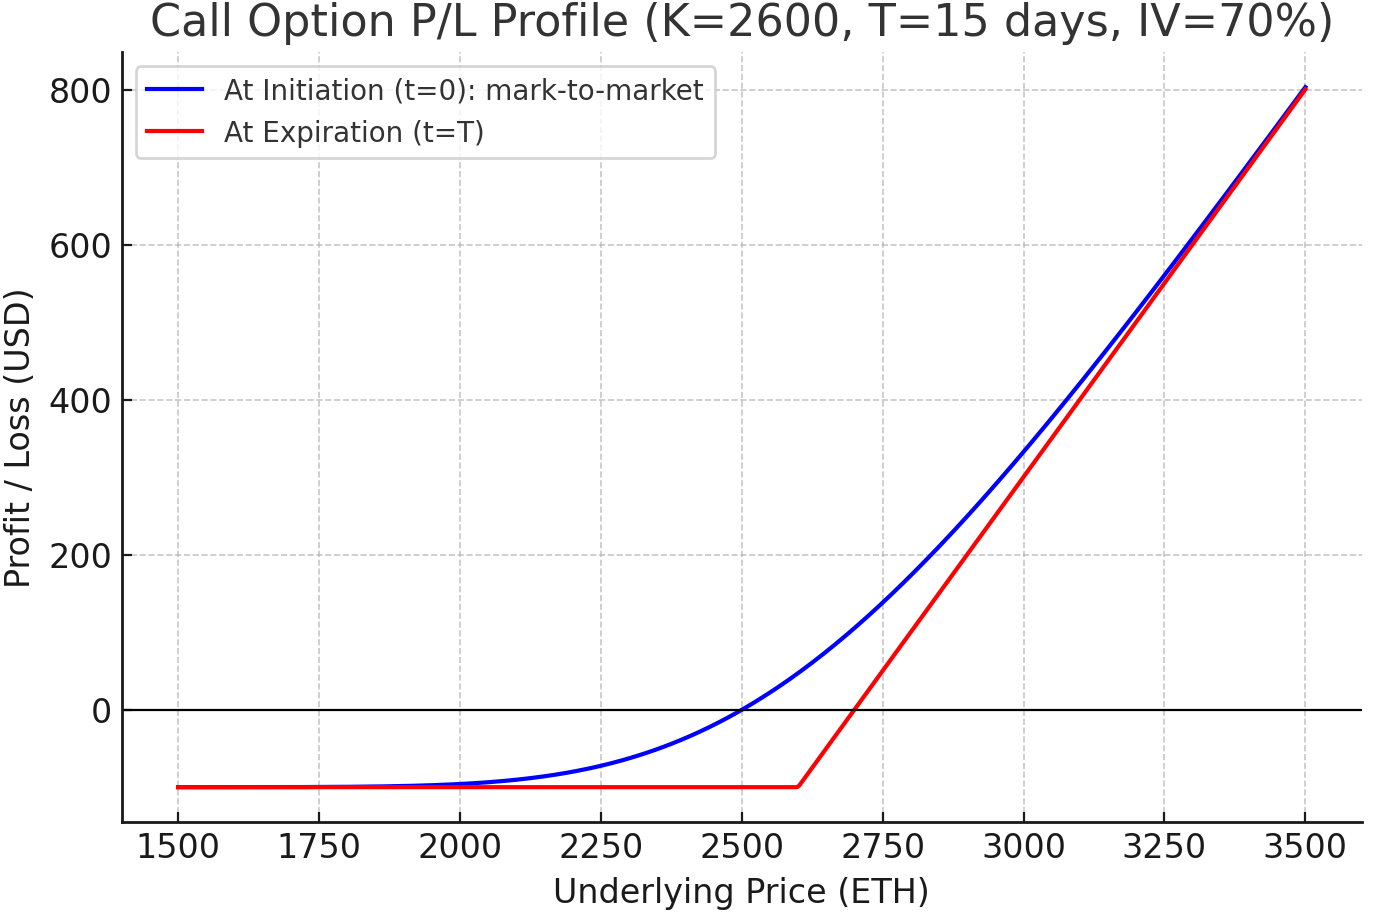 Call Option P/L Profile (K=2600, T=15 days, IV=70%)
At Initiation (t=0): mark-to-market
At Expiration (t=T)
Profit / Loss (USD)
800
600
400
200
0
1500 1750 2000 2250 2500 2750 3000 3250 3500
Underlying Price (ETH)